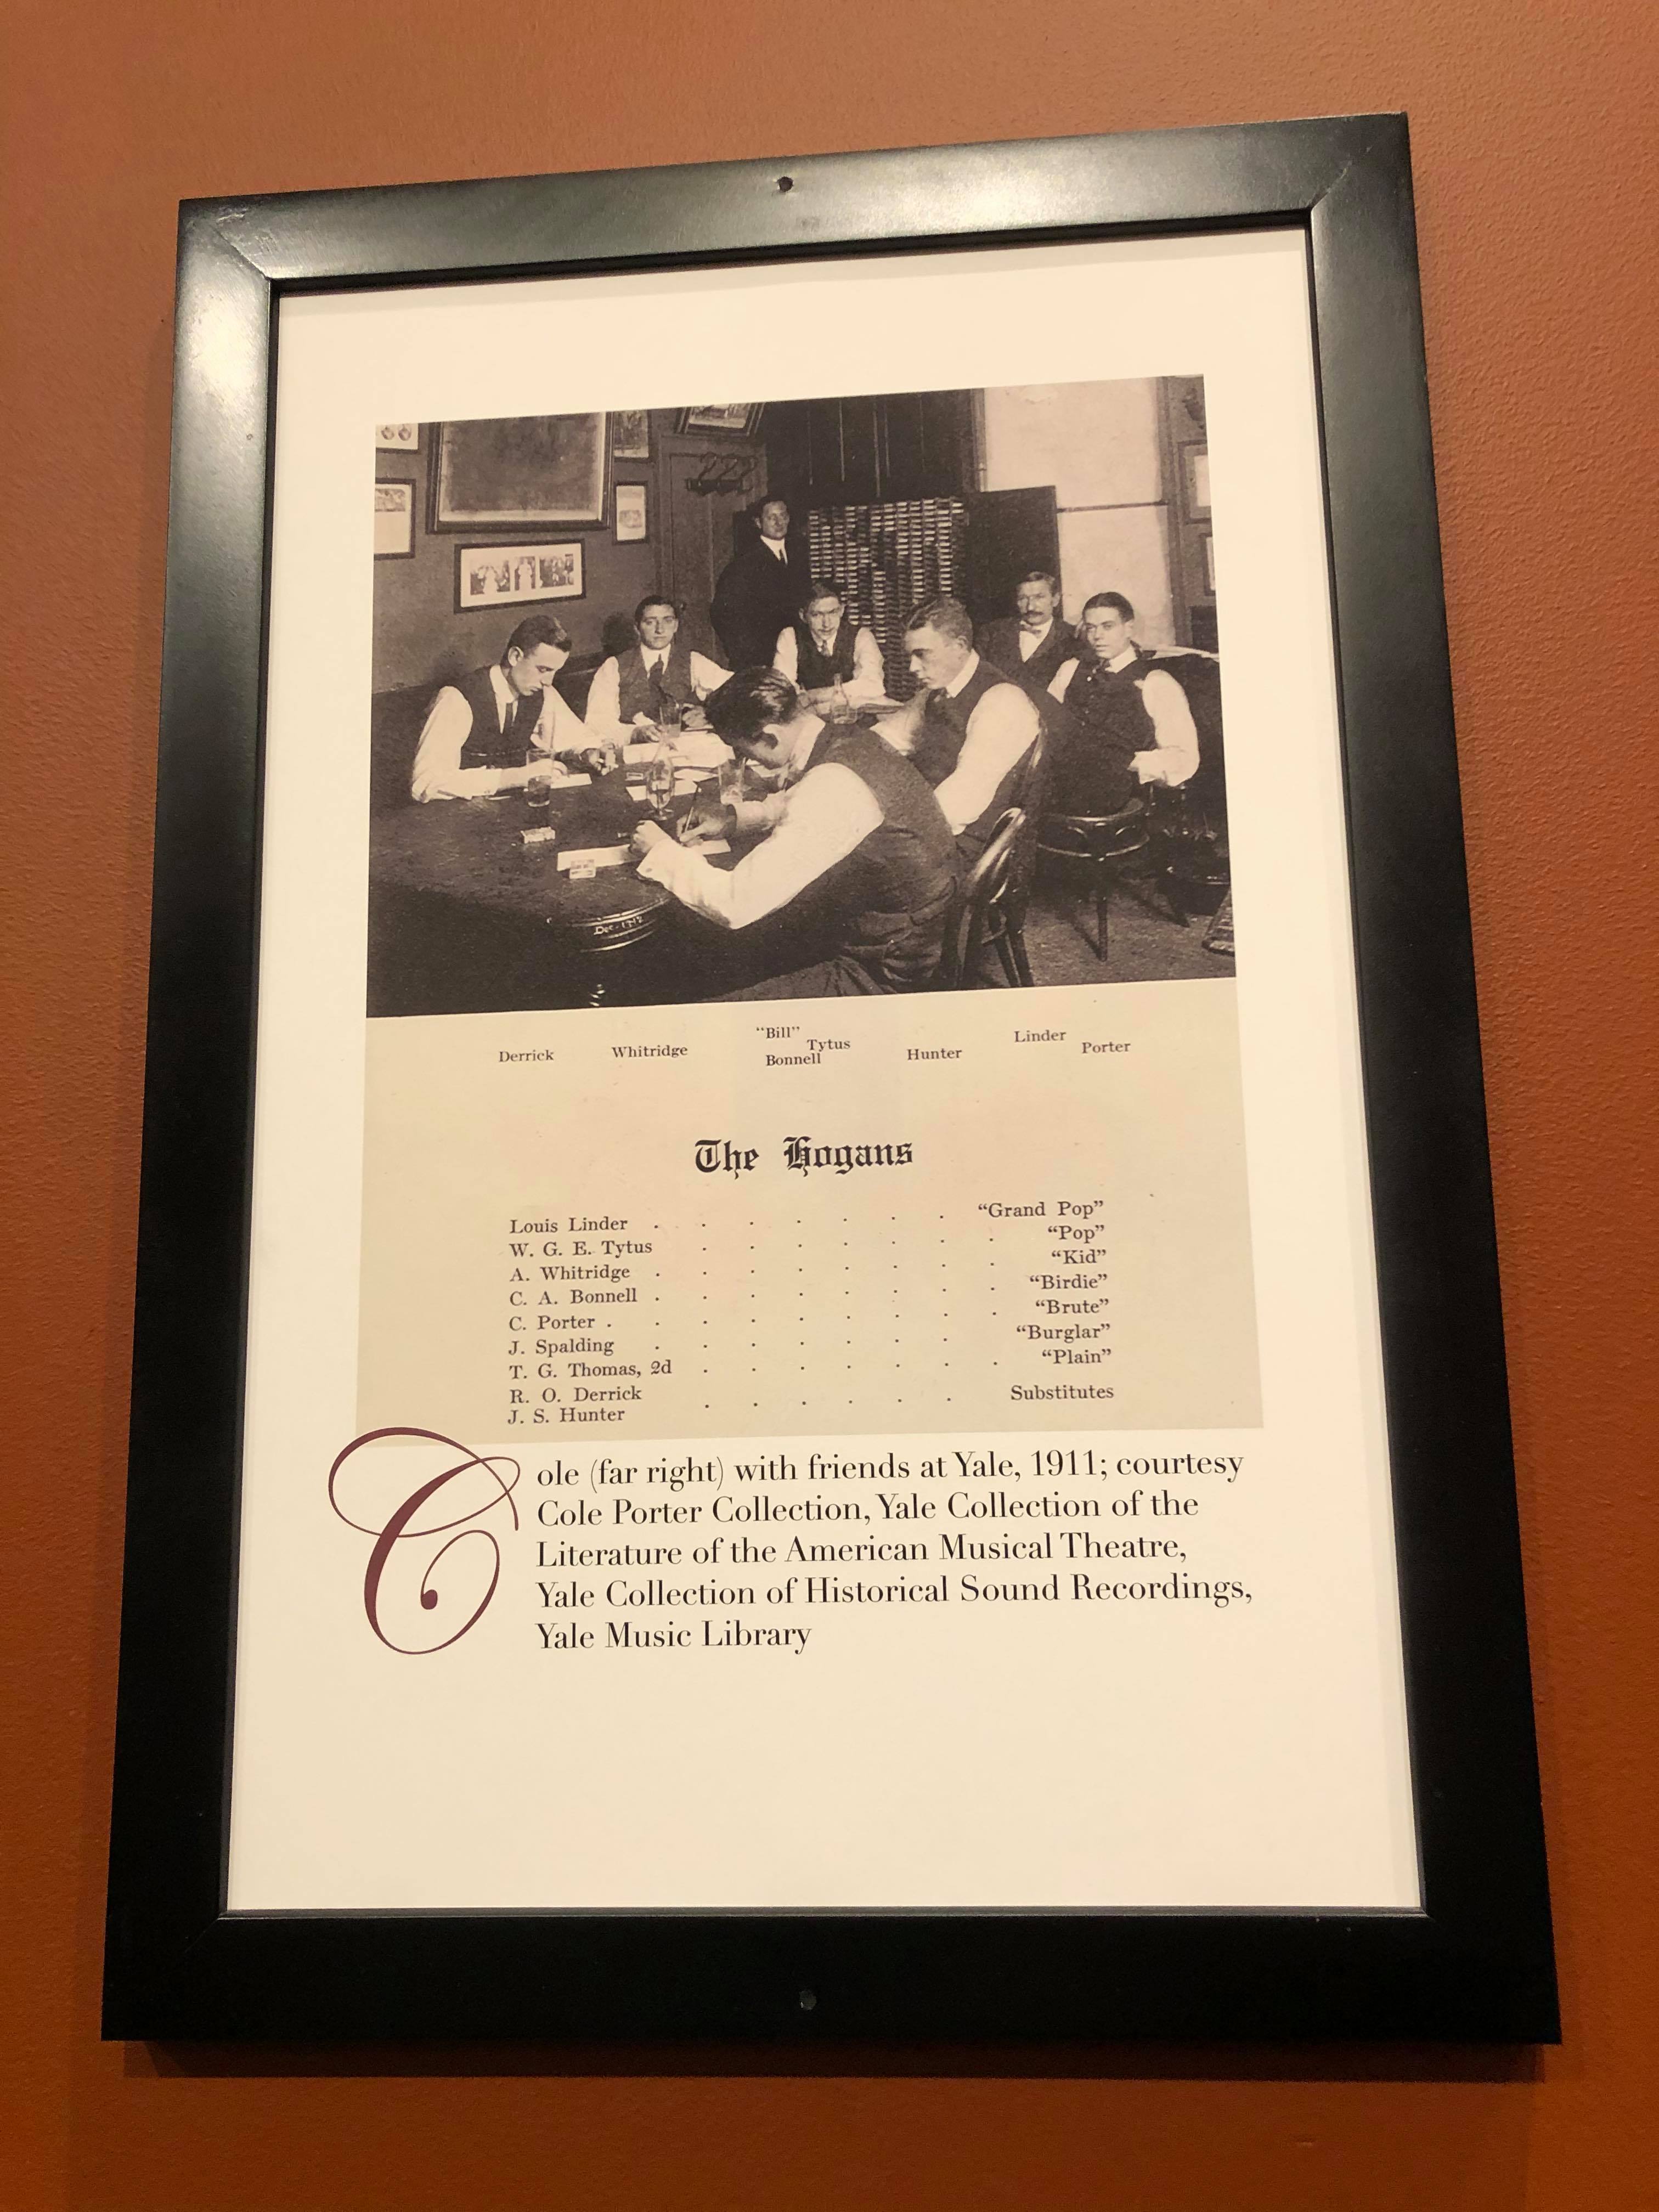 Derrick Whitridge "Bill" Tytus Bonnell Hunter Linder Porter
The Hogans
Louis Linder . . . . . . . "Grand Pop"
W. G. E. Tytus . . . . . . . "Pop"
A. Whitridge . . . . . . . . "Kid"
C. A. Bonnell . . . . . . . . "Birdie"
C. Porter . . . . . . . . . "Brute"
J. Spalding . . . . . . . "Burglar"
T. G. Thomas, 2d . . . . . . . "Plain"
R. O. Derrick
J. S. Hunter . . . . . . Substitutes
Cole (far right) with friends at Yale, 1911; courtesy
Cole Porter Collection, Yale Collection of the
Literature of the American Musical Theatre,
Yale Collection of Historical Sound Recordings,
Yale Music Library